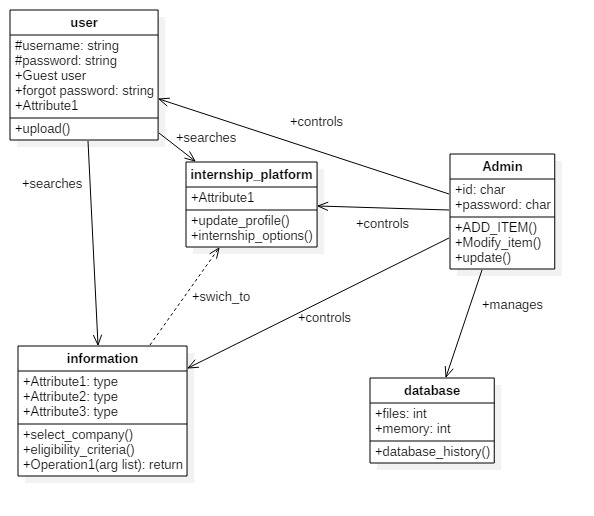 user
#username: string
#password: string
+Guest user
+forgot password: string
+Attribute1
+upload()
+controls
+searches
+searches
internship_platform
+Attribute1
+update_profile()
+internship_options()
Admin
+id: char
+password: char
+ADD_ITEM()
+Modify_item()
+update()
+controls
+swich_to
+controls
+manages
information
+Attribute1: type
+Attribute2: type
+Attribute3: type
+select_company()
+eligibility_criteria()
+Operation1(arg list): return
database
+files: int
+memory: int
+database_history()